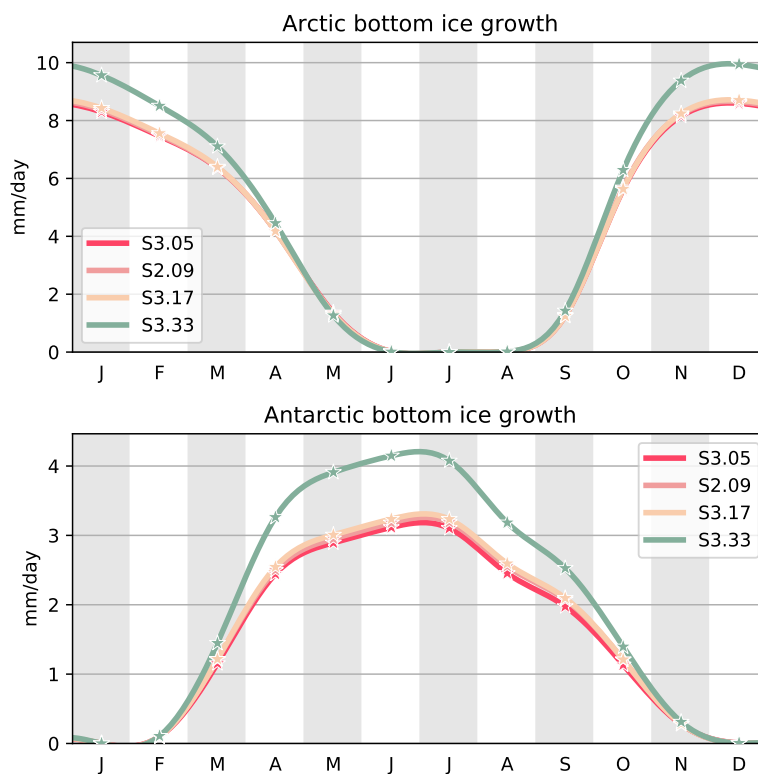 Arctic bottom ice growth
10
8
6
4
2
0
mm/day
S3.05
S2.09
S3.17
S3.33
J F M A M J J A S O N D
Antarctic bottom ice growth
4
3
2
1
0
mm/day
S3.05
S2.09
S3.17
S3.33
J F M A M J J A S O N D